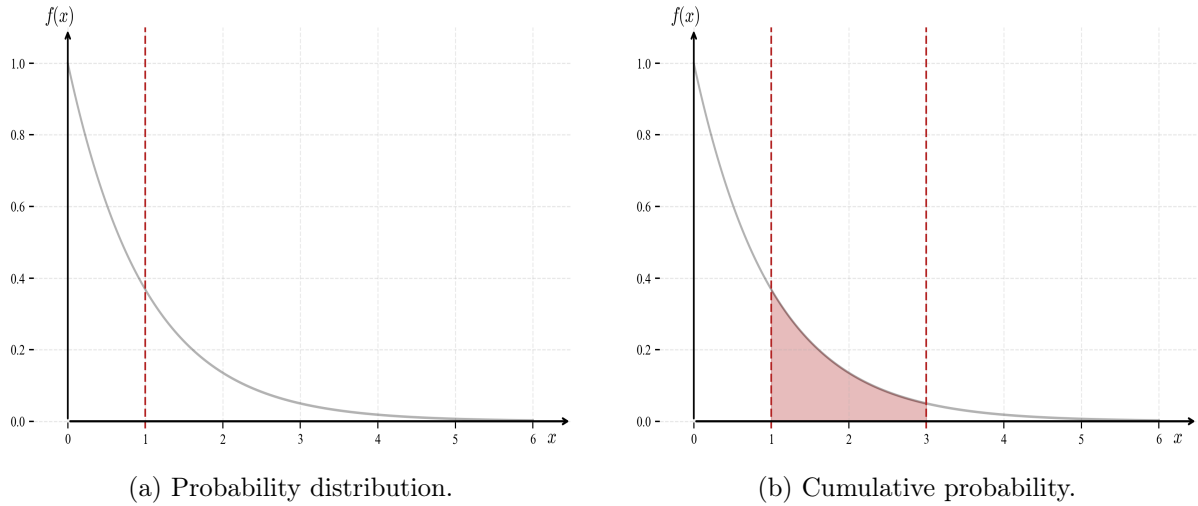 f(x)
1.0
0.8
0.6
0.4
0.2
0.0
0 1 2 3 4 5 6 x
(a) Probability distribution.
f(x)
1.0
0.8
0.6
0.4
0.2
0.0
0 1 2 3 4 5 6 x
(b) Cumulative probability.